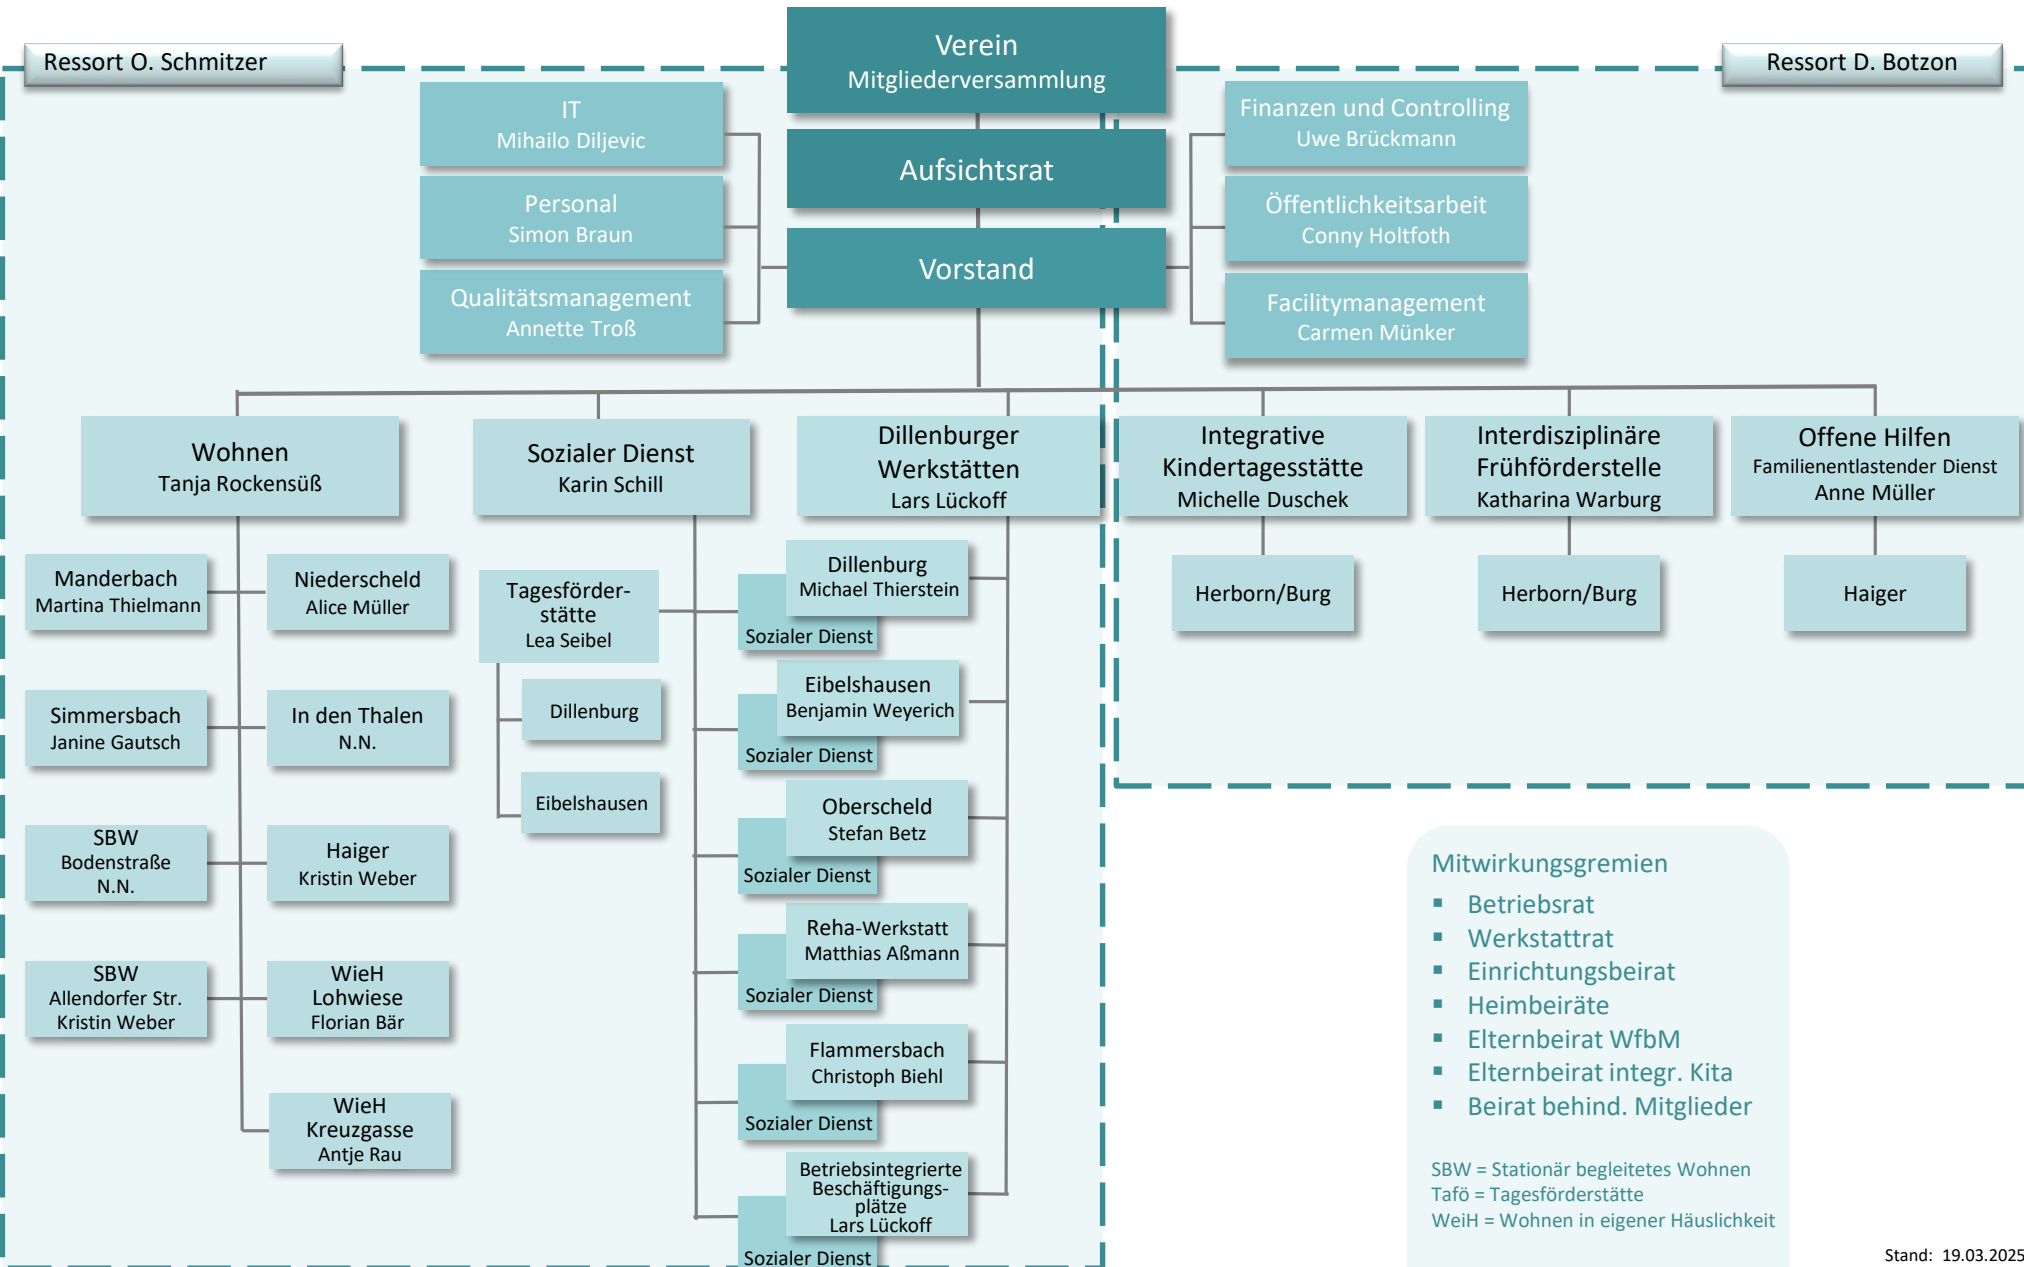 Ressort O. Schmitzer
Verein
Mitgliederversammlung
Ressort D. Botzon
IT
Mihailo Diljevic
Aufsichtsrat
Finanzen und Controlling
Uwe Brückmann
Personal
Simon Braun
Öffentlichkeitsarbeit
Conny Holtfoth
Vorstand
Qualitätsmanagement
Annette Troß
Facilitymanagement
Carmen Münker
Wohnen
Tanja Rockensüß
Sozialer Dienst
Karin Schill
Dillenburger
Werkstätten
Lars Lückoff
Integrative
Kindertagesstätte
Michelle Duschek
Interdisziplinäre
Frühförderstelle
Katharina Warburg
Offene Hilfen
Familienentlastender Dienst
Anne Müller
Manderbach
Martina Thielmann
Niederscheld
Alice Müller
Simmersbach
Janine Gautsch
In den Thalen
N.N.
SBW
Bodenstraße
N.N.
Haiger
Kristin Weber
SBW
Allendorfer Str.
Kristin Weber
WieH
Lohwiese
Florian Bär
WieH
Kreuzgasse
Antje Rau
Tagesförder-
stätte
Lea Seibel
Dillenburg
Eibelshausen
Dillenburg
Michael Thierstein
Sozialer Dienst
Eibelshausen
Benjamin Weyerich
Sozialer Dienst
Oberscheld
Stefan Betz
Sozialer Dienst
Reha-Werkstatt
Matthias Aßmann
Sozialer Dienst
Flammersbach
Christoph Biehl
Sozialer Dienst
Betriebsintegrierte
Beschäftigungs-
plätze
Lars Lückoff
Sozialer Dienst
Herborn/Burg
Herborn/Burg
Haiger
Mitwirkungsgremien
▪ Betriebsrat
▪ Werkstattrat
▪ Einrichtungsbeirat
▪ Heimbeiräte
▪ Elternbeirat WfbM
▪ Elternbeirat integr. Kita
▪ Beirat behind. Mitglieder
SBW = Stationär begleitetes Wohnen
Tafö = Tagesförderstätte
WeiH = Wohnen in eigener Häuslichkeit
Stand: 19.03.2025